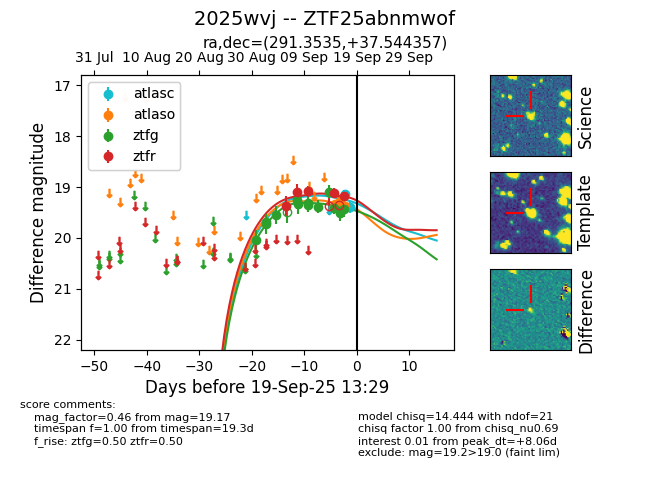 2025wvj -- ZTF25abnmwof
ra,dec=(291.3535,+37.544357)
31 Jul 10 Aug 20 Aug 30 Aug 09 Sep 19 Sep 29 Sep
17
18
19
20
21
22
Difference magnitude
atlasc
atlaso
ztfg
ztfr
−50 −40 −30 −20 −10 0 10
Days before 19-Sep-25 13:29
Science
Template
Difference
score comments:
mag_factor=0.46 from mag=19.17
timespan f=1.00 from timespan=19.3d
f_rise: ztfg=0.50 ztfr=0.50
model chisq=14.444 with ndof=21
chisq factor 1.00 from chisq_nu0.69
interest 0.01 from peak_dt=+8.06d
exclude: mag=19.2>19.0 (faint lim)